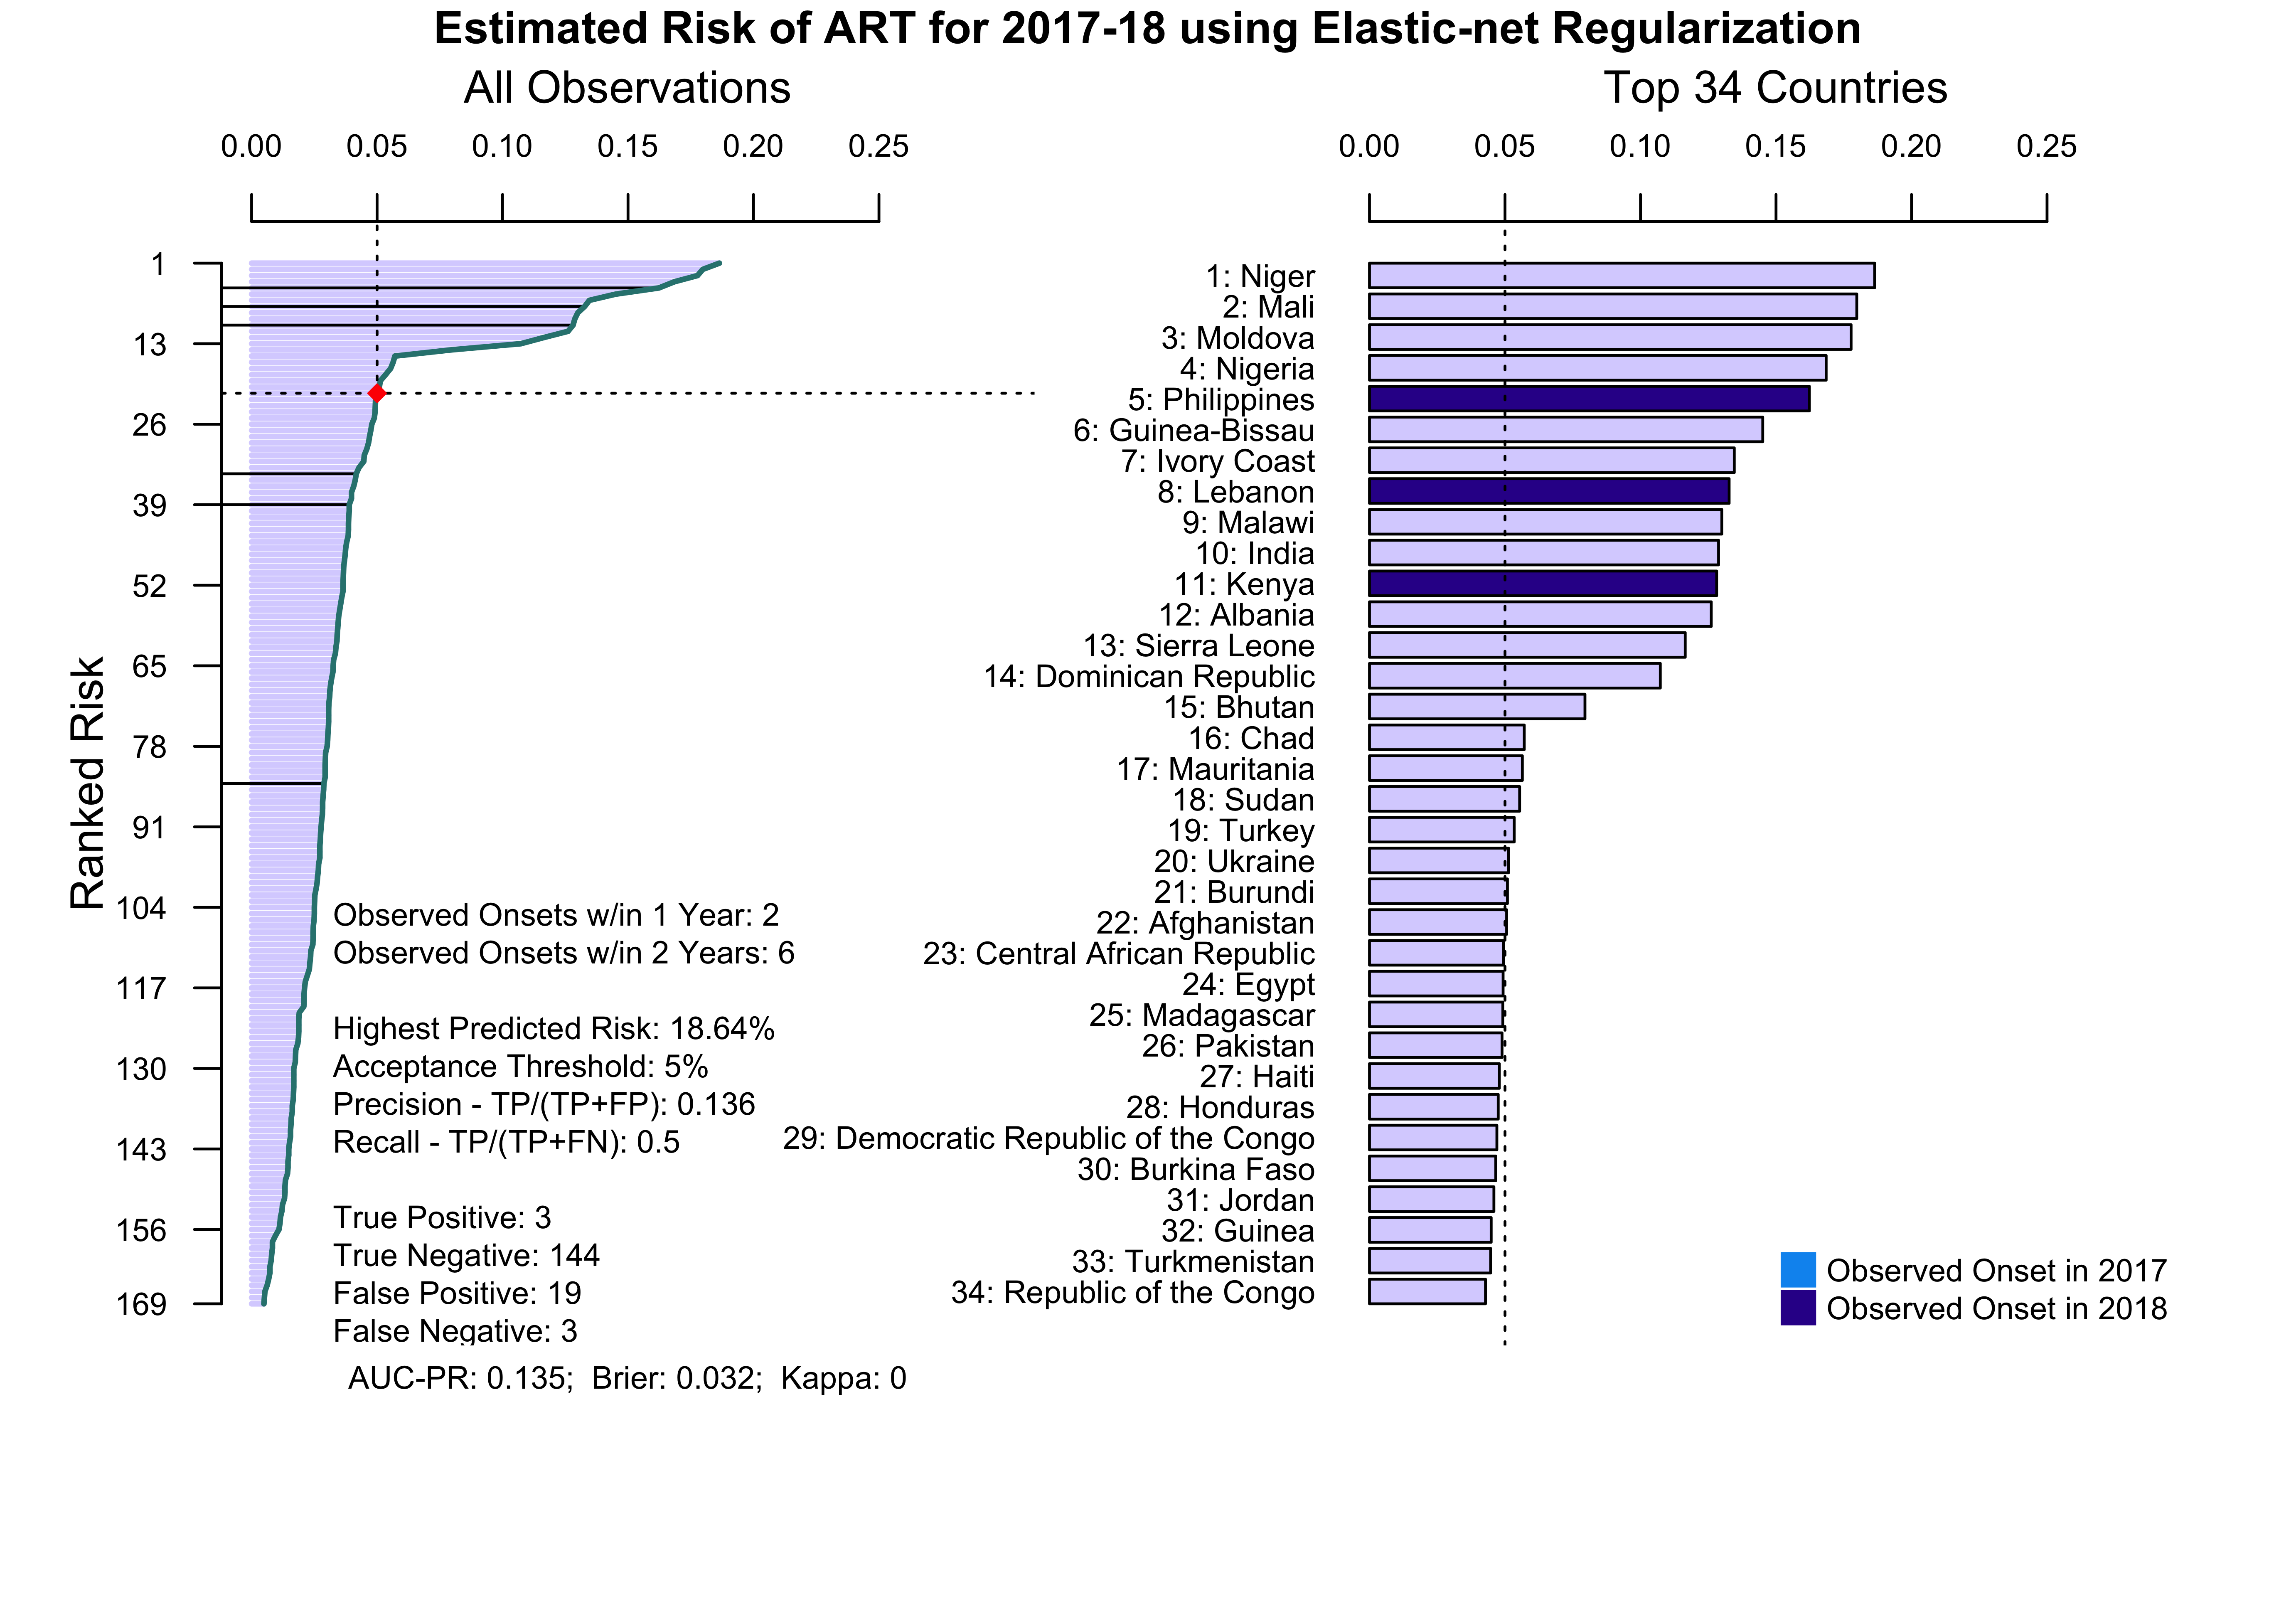 Estimated Risk of ART for 2017-18 using Elastic-net Regularization
All Observations
0.00 0.05 0.10 0.15 0.20 0.25
Ranked Risk
1
13
26
39
52
65
78
91
104
117
130
143
156
169
Observed Onsets w/in 1 Year: 2
Observed Onsets w/in 2 Years: 6
Highest Predicted Risk: 18.64%
Acceptance Threshold: 5%
Precision - TP/(TP+FP): 0.136
Recall - TP/(TP+FN): 0.5
True Positive: 3
True Negative: 144
False Positive: 19
False Negative: 3
AUC-PR: 0.135; Brier: 0.032; Kappa: 0
Top 34 Countries
0.00 0.05 0.10 0.15 0.20 0.25
1: Niger
2: Mali
3: Moldova
4: Nigeria
5: Philippines
6: Guinea-Bissau
7: Ivory Coast
8: Lebanon
9: Malawi
10: India
11: Kenya
12: Albania
13: Sierra Leone
14: Dominican Republic
15: Bhutan
16: Chad
17: Mauritania
18: Sudan
19: Turkey
20: Ukraine
21: Burundi
22: Afghanistan
23: Central African Republic
24: Egypt
25: Madagascar
26: Pakistan
27: Haiti
28: Honduras
29: Democratic Republic of the Congo
30: Burkina Faso
31: Jordan
32: Guinea
33: Turkmenistan
34: Republic of the Congo
Observed Onset in 2017
Observed Onset in 2018